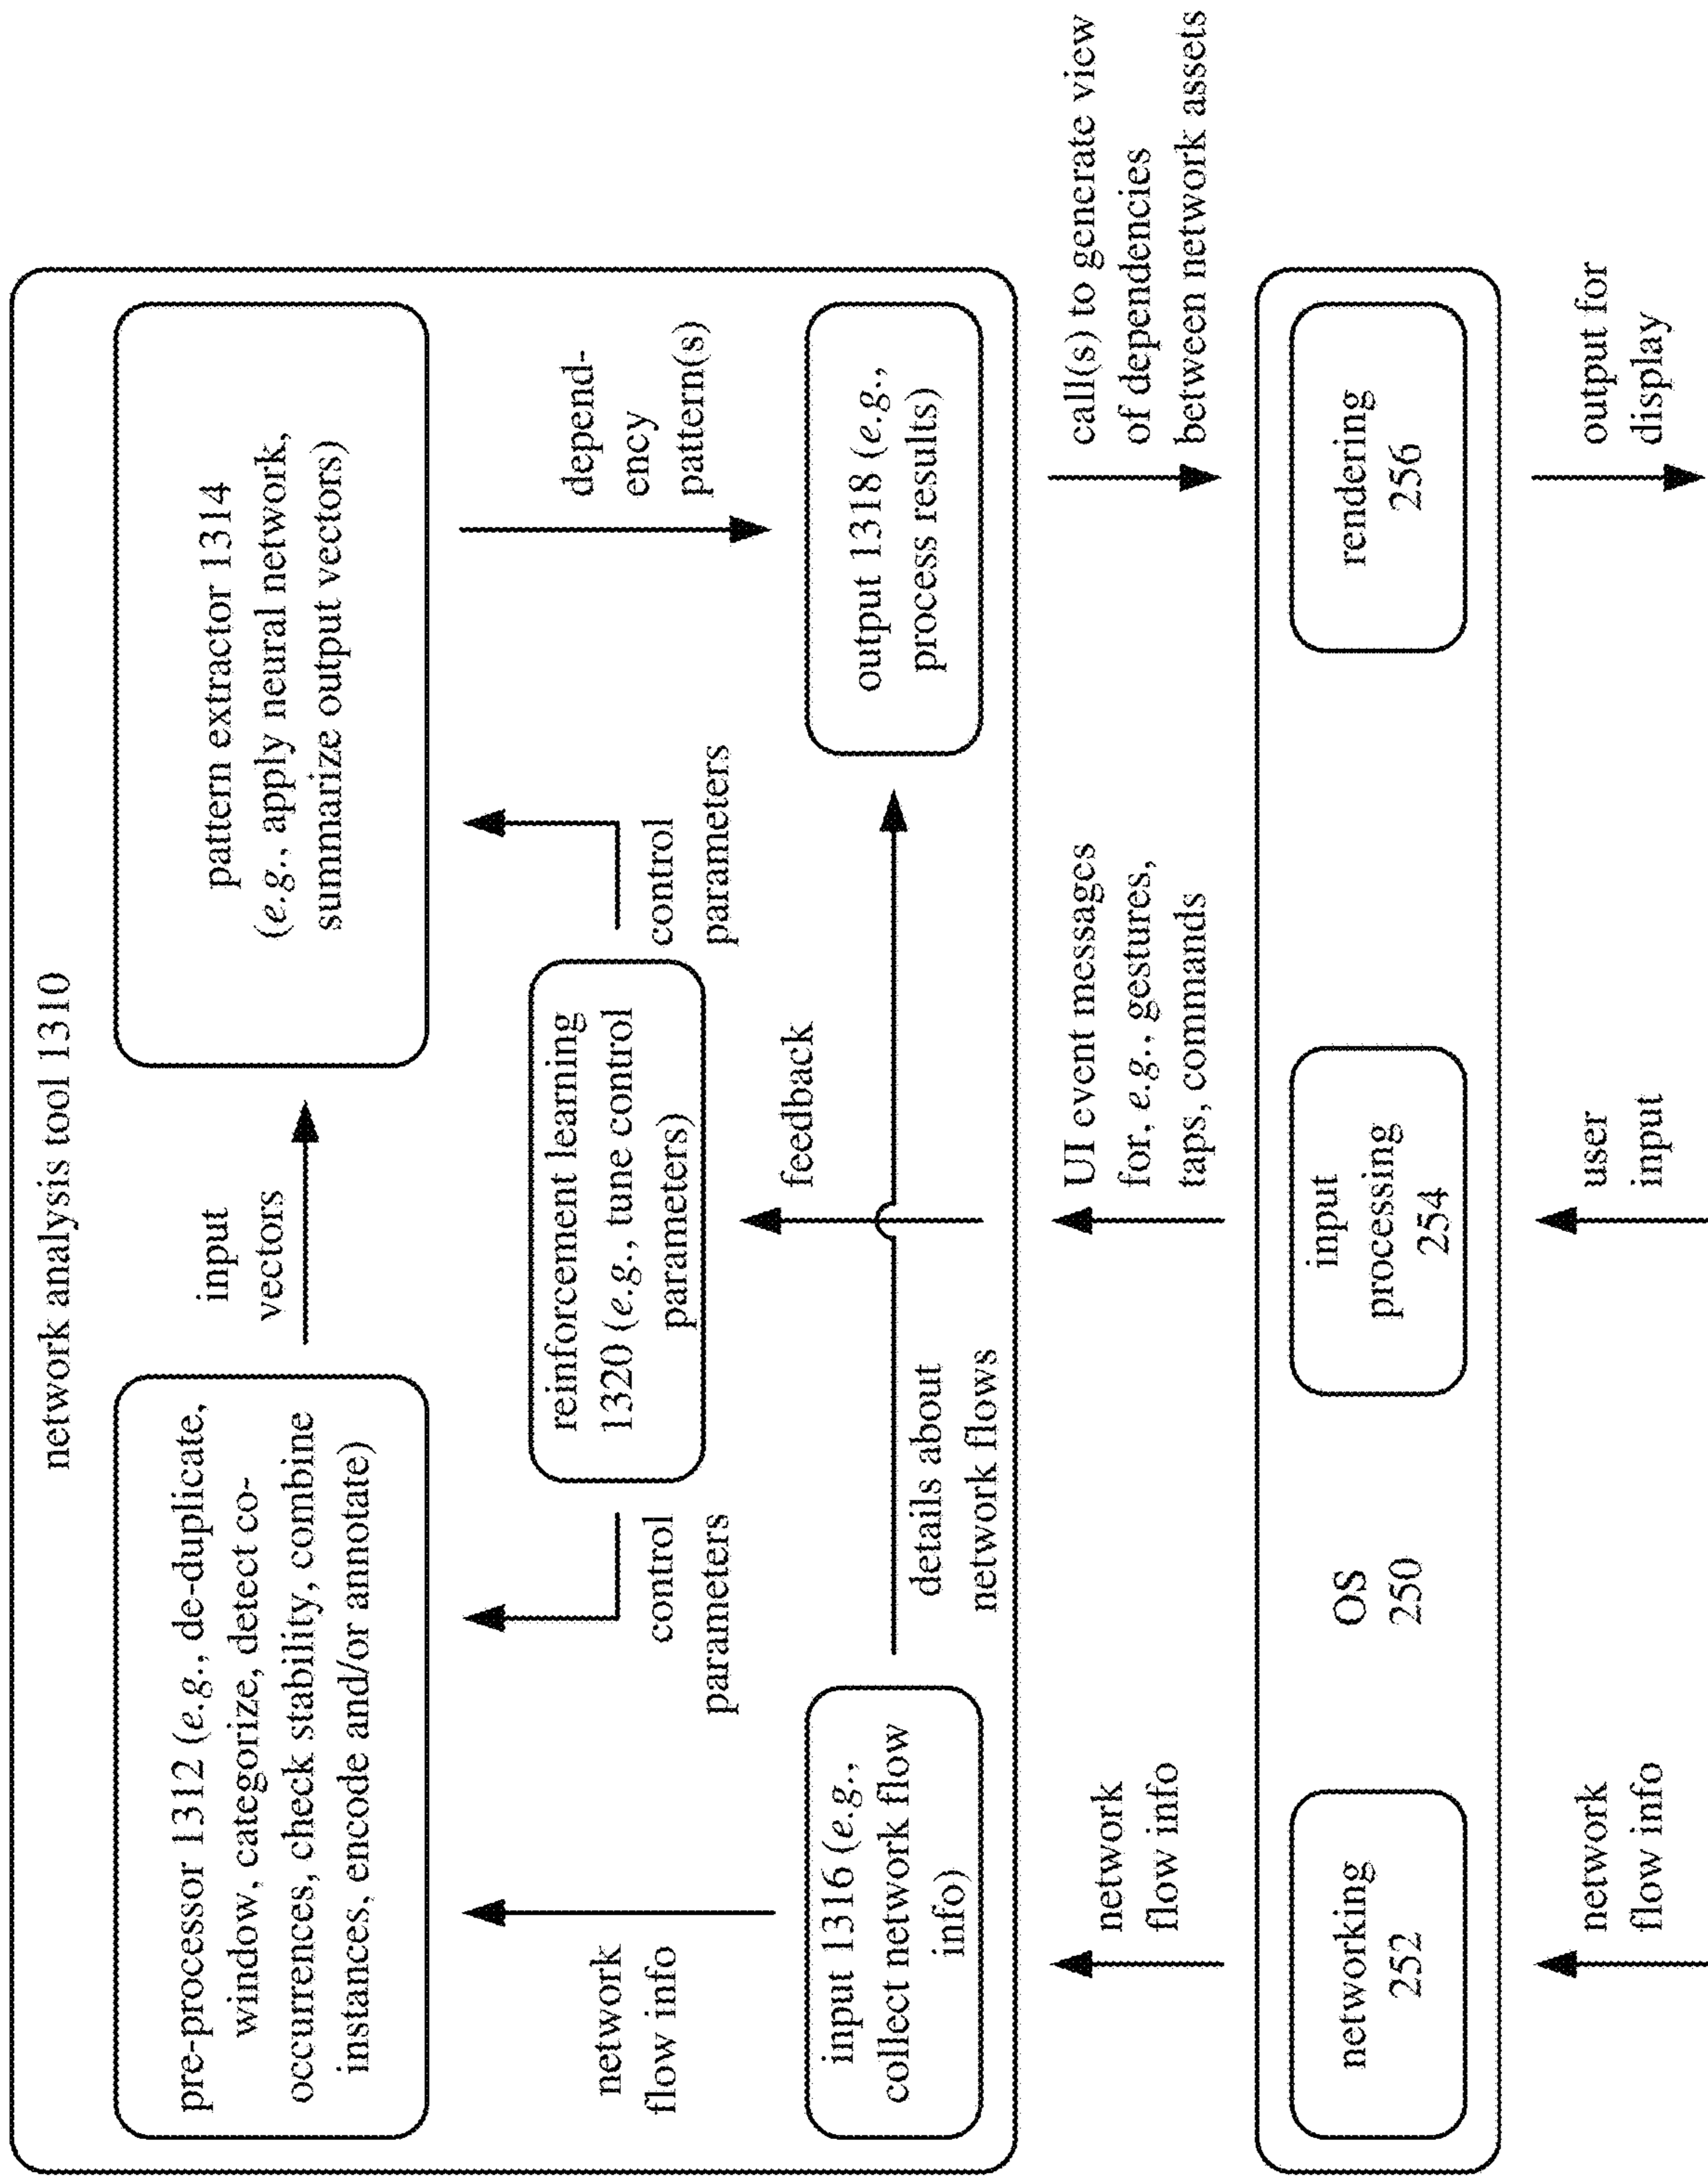 network analysis tool 1310
pre-processor 1312 (e.g., de-duplicate,
window, categorize, detect co-
occurrences, check stability, combine
instances, encode and/or annotate)
input
vectors
pattern extractor 1314
(e.g., apply neural network,
summarize output vectors)
network
flow info
control
parameters
reinforcement learning
1320 (e.g., tune control
parameters)
control
parameters
depend-
ency
pattern(s)
feedback
input 1316 (e.g.,
collect network flow
info)
details about
network flows
output 1318 (e.g.,
process results)
network
flow info
UI event messages
for, e.g., gestures,
taps, commands
call(s) to generate view
of dependencies
between network assets
networking
252
OS
250
input
processing
254
rendering
256
network
flow info
user
input
output for
display